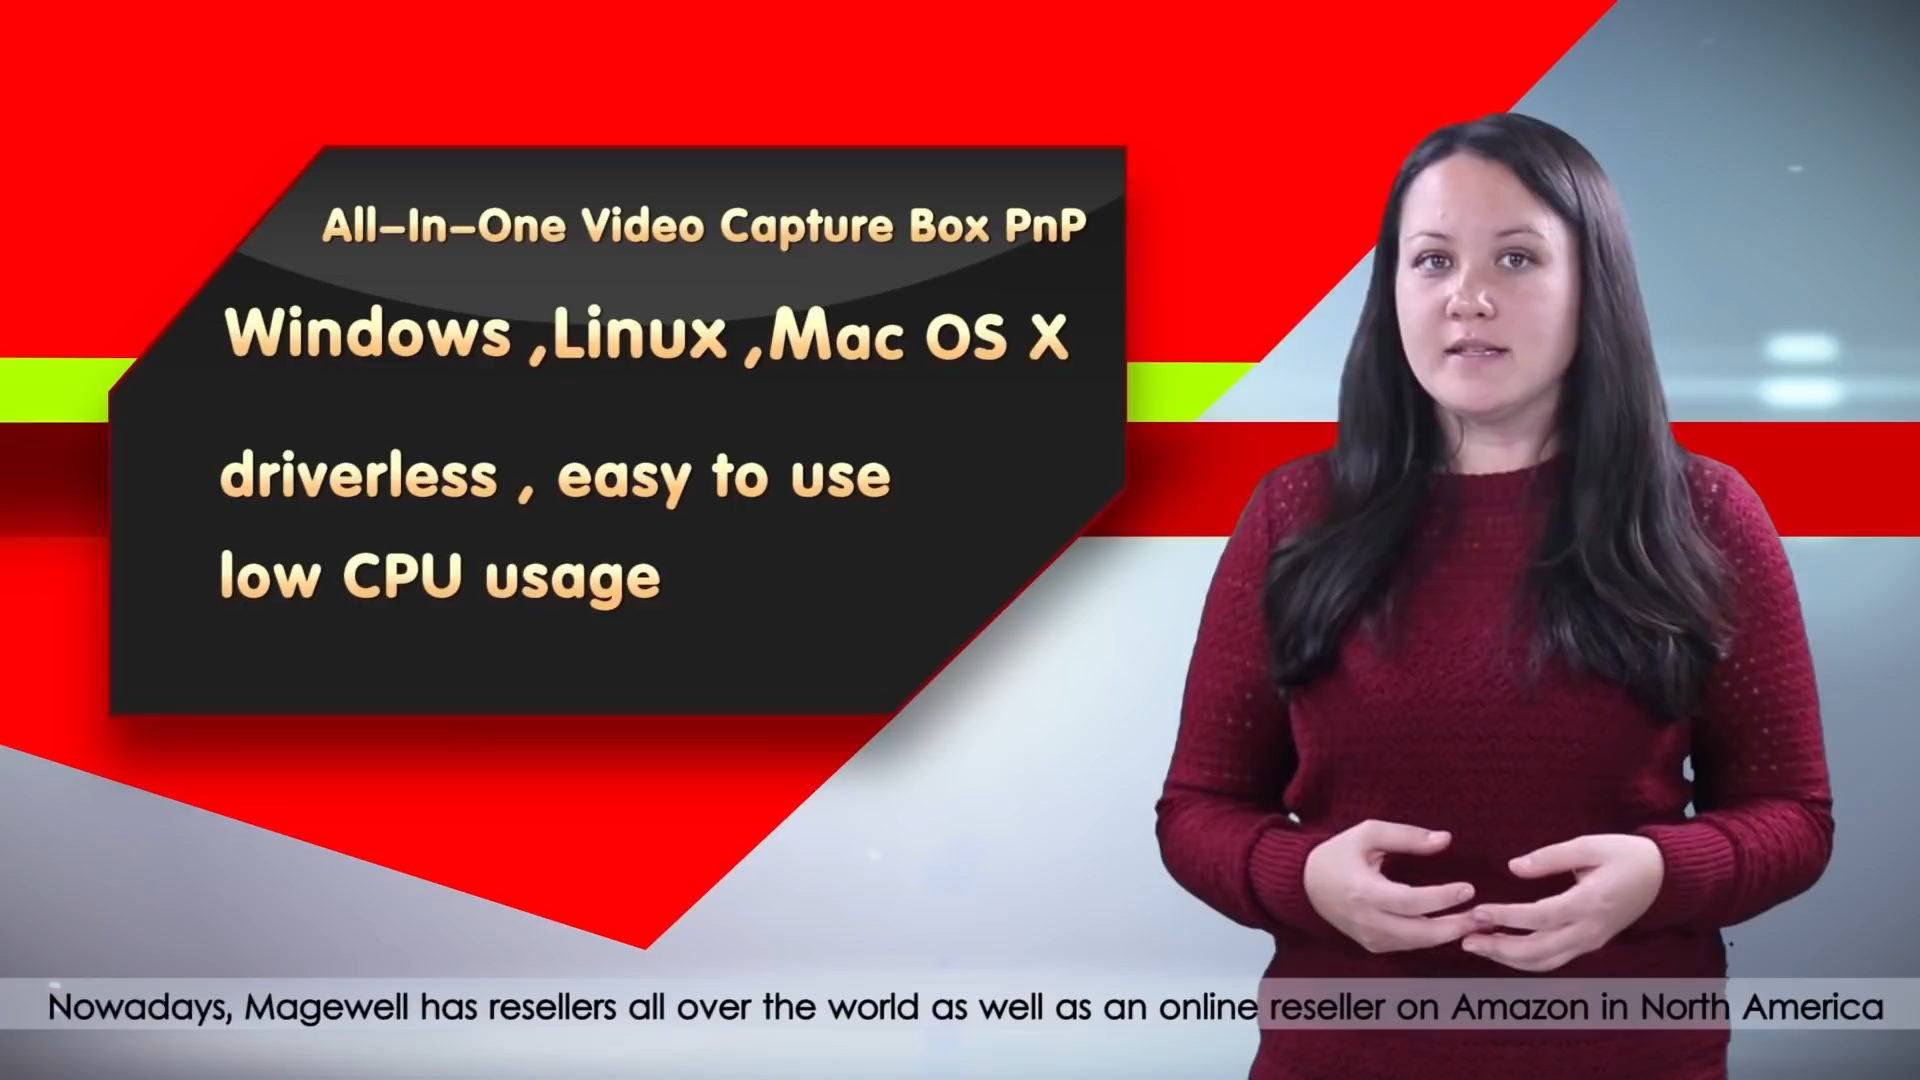 All-In-One Video Capture Box PnP
Windows ,Linux ,Mac OS X
driverless , easy to use
low CPU usage
Nowadays, Magewell has resellers all over the world as well as an online reseller on Amazon in North America